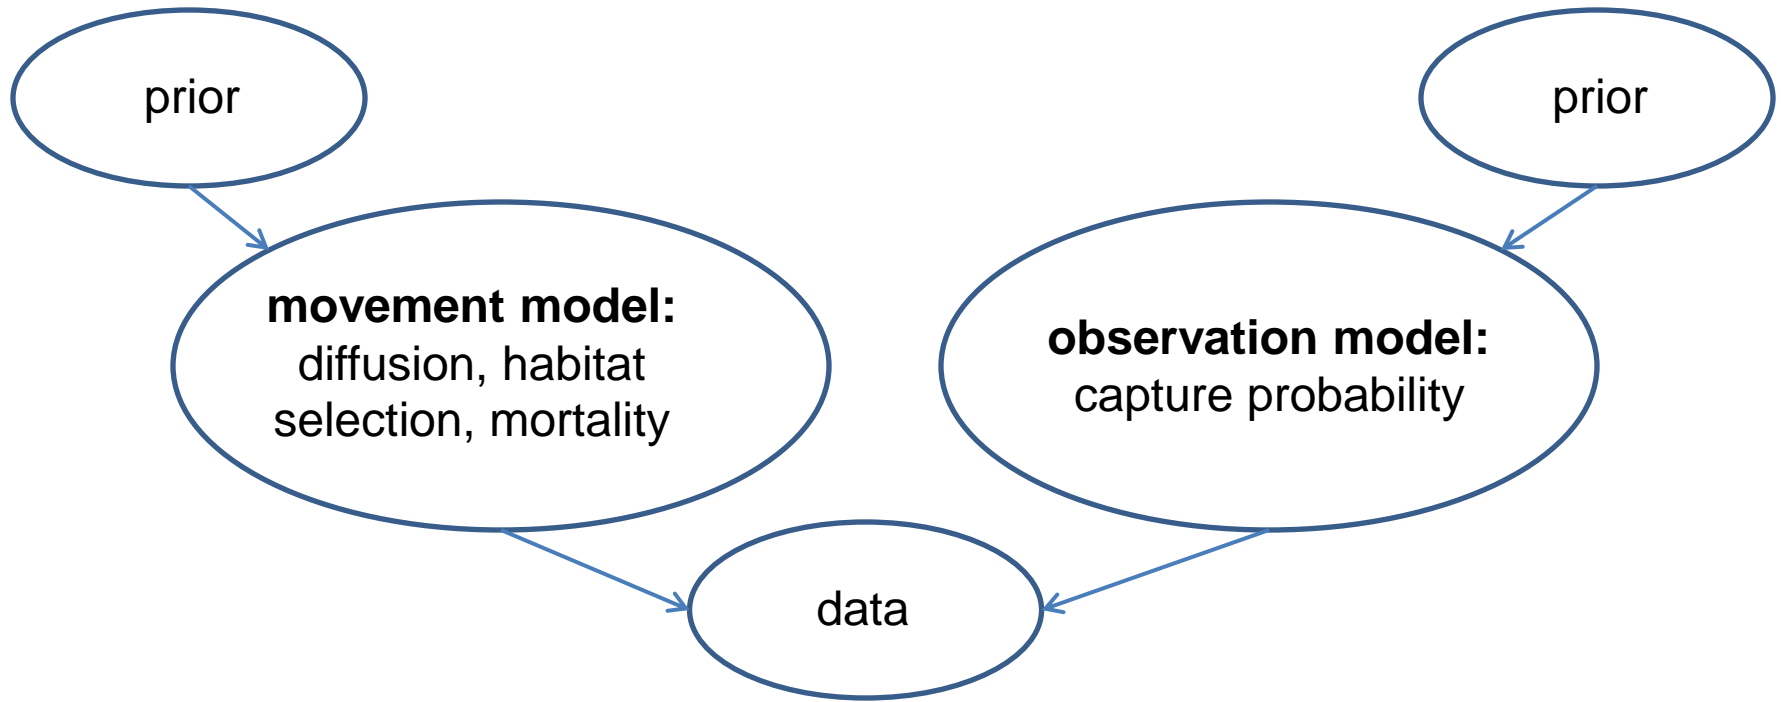 prior
prior
movement model:
diffusion, habitat
selection, mortality
observation model:
capture probability
data